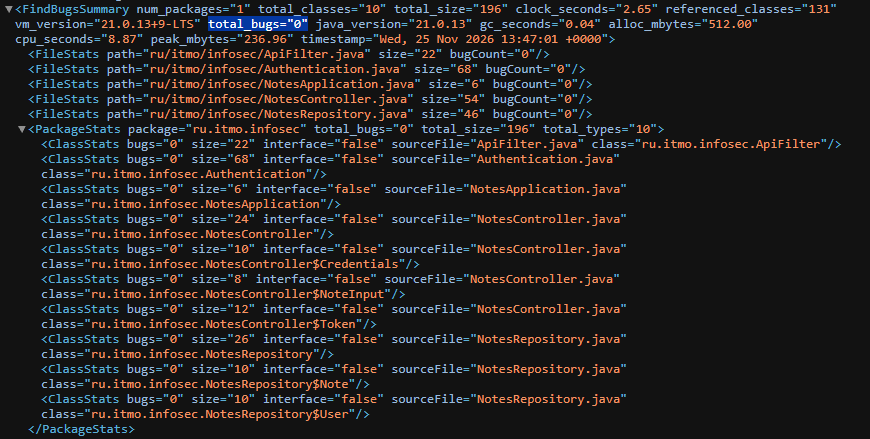 <FindBugsSummary num_packages="1" total_classes="10" total_size="196" clock_seconds="2.65" referenced_classes="131"
vm_version="21.0.13+9-LTS" total_bugs="0" java_version="21.0.13" gc_seconds="0.04" alloc_mbytes="512.00"
cpu_seconds="8.87" peak_mbytes="236.96" timestamp="Wed, 25 Nov 2026 13:47:01 +0000">
<FileStats path="ru/itmo/infosec/ApiFilter.java" size="22" bugCount="0"/>
<FileStats path="ru/itmo/infosec/Authentication.java" size="68" bugCount="0"/>
<FileStats path="ru/itmo/infosec/NotesApplication.java" size="6" bugCount="0"/>
<FileStats path="ru/itmo/infosec/NotesController.java" size="54" bugCount="0"/>
<FileStats path="ru/itmo/infosec/NotesRepository.java" size="46" bugCount="0"/>
<PackageStats package="ru.itmo.infosec" total_bugs="0" total_size="196" total_types="10">
<ClassStats bugs="0" size="22" interface="false" sourceFile="ApiFilter.java" class="ru.itmo.infosec.ApiFilter"/>
<ClassStats bugs="0" size="68" interface="false" sourceFile="Authentication.java"
class="ru.itmo.infosec.Authentication"/>
<ClassStats bugs="0" size="6" interface="false" sourceFile="NotesApplication.java"
class="ru.itmo.infosec.NotesApplication"/>
<ClassStats bugs="0" size="24" interface="false" sourceFile="NotesController.java"
class="ru.itmo.infosec.NotesController"/>
<ClassStats bugs="0" size="10" interface="false" sourceFile="NotesController.java"
class="ru.itmo.infosec.NotesController$Credentials"/>
<ClassStats bugs="0" size="8" interface="false" sourceFile="NotesController.java"
class="ru.itmo.infosec.NotesController$NoteInput"/>
<ClassStats bugs="0" size="12" interface="false" sourceFile="NotesController.java"
class="ru.itmo.infosec.NotesController$Token"/>
<ClassStats bugs="0" size="26" interface="false" sourceFile="NotesRepository.java"
class="ru.itmo.infosec.NotesRepository"/>
<ClassStats bugs="0" size="10" interface="false" sourceFile="NotesRepository.java"
class="ru.itmo.infosec.NotesRepository$Note"/>
<ClassStats bugs="0" size="10" interface="false" sourceFile="NotesRepository.java"
class="ru.itmo.infosec.NotesRepository$User"/>
</PackageStats>